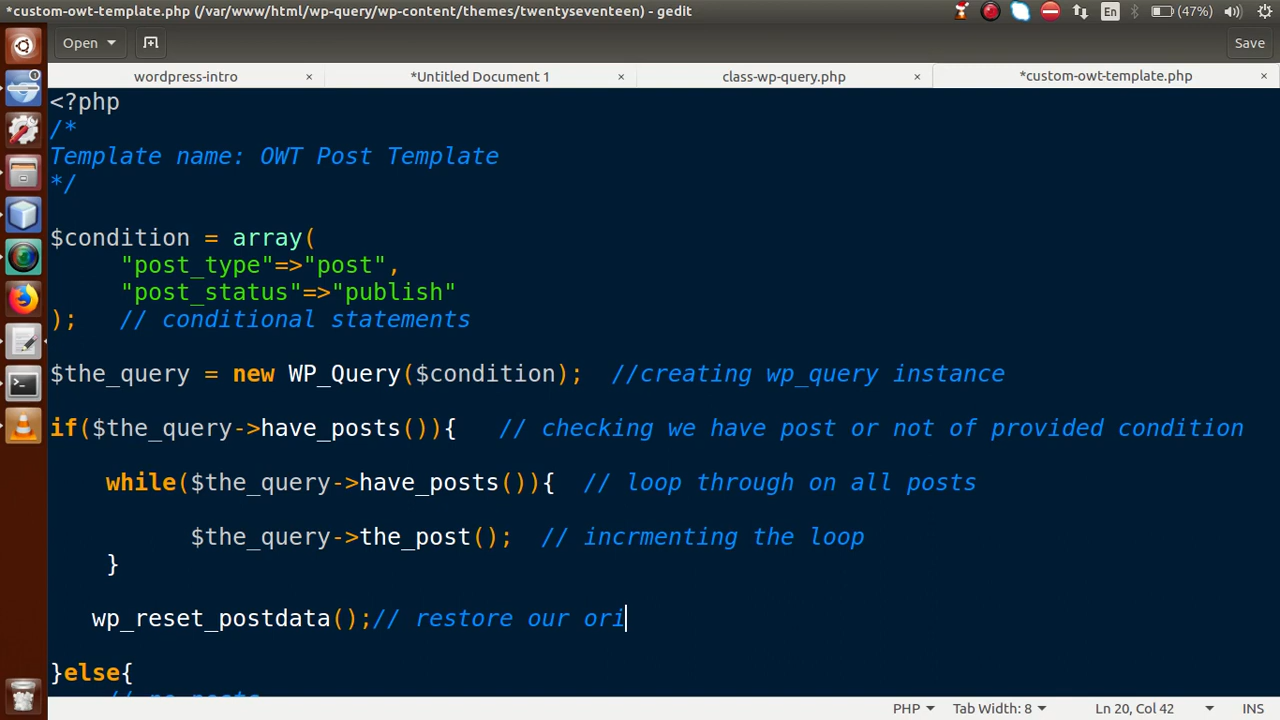 *custom-owt-template.php (/var/www/html/wp-query/wp-content/themes/twentyseventeen) - gedit
En
(47%)
Open
Save
wordpress-intro
*Untitled Document 1
class-wp-query.php
*custom-owt-template.php
<?php
/*
Template name: OWT Post Template
*/
$condition = array(
"post_type"=>"post",
"post_status"=>"publish"
); // conditional statements
$the_query = new WP_Query($condition); //creating wp_query instance
if($the_query->have_posts()){ // checking we have post or not of provided condition
while($the_query->have_posts()){ // loop through on all posts
$the_query->the_post(); // incrmenting the loop
}
wp_reset_postdata();// restore our ori
}else{
// no posts
PHP
Tab Width: 8
Ln 20, Col 42
INS